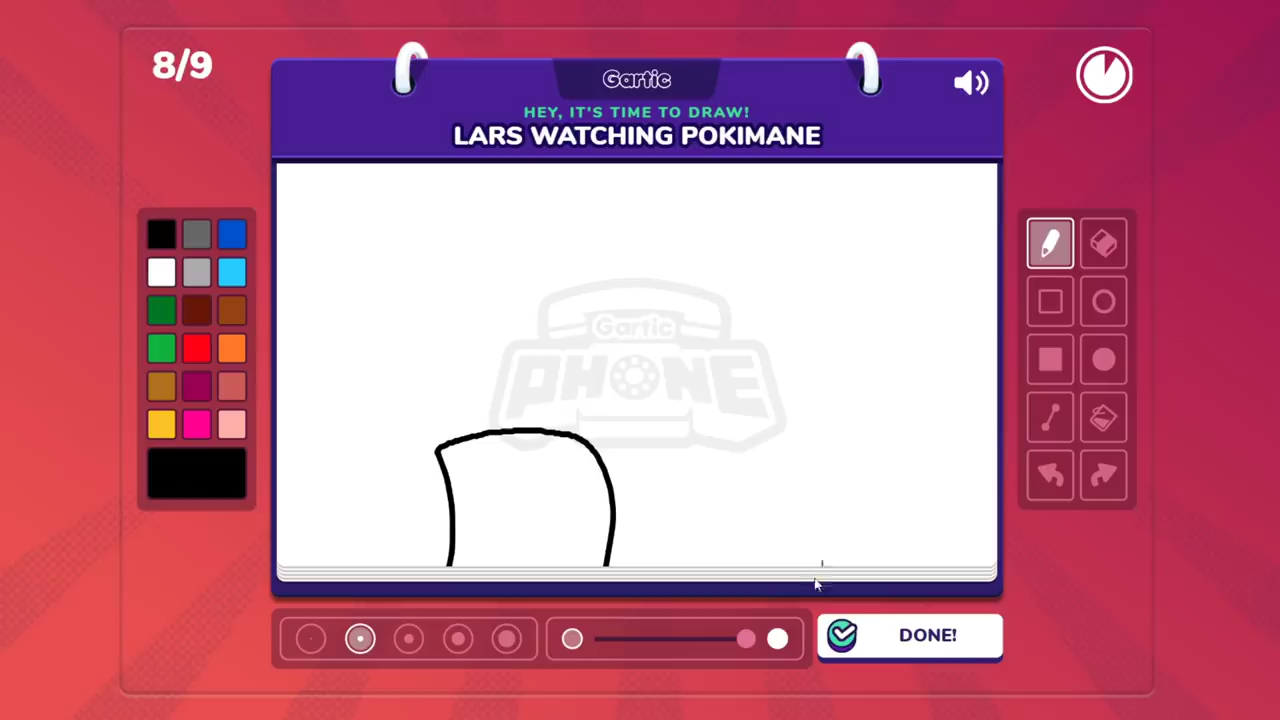 8/9
Gartic
HEY, IT'S TIME TO DRAW!
LARS WATCHING POKIMANE
Gartic
PHONE
DONE!